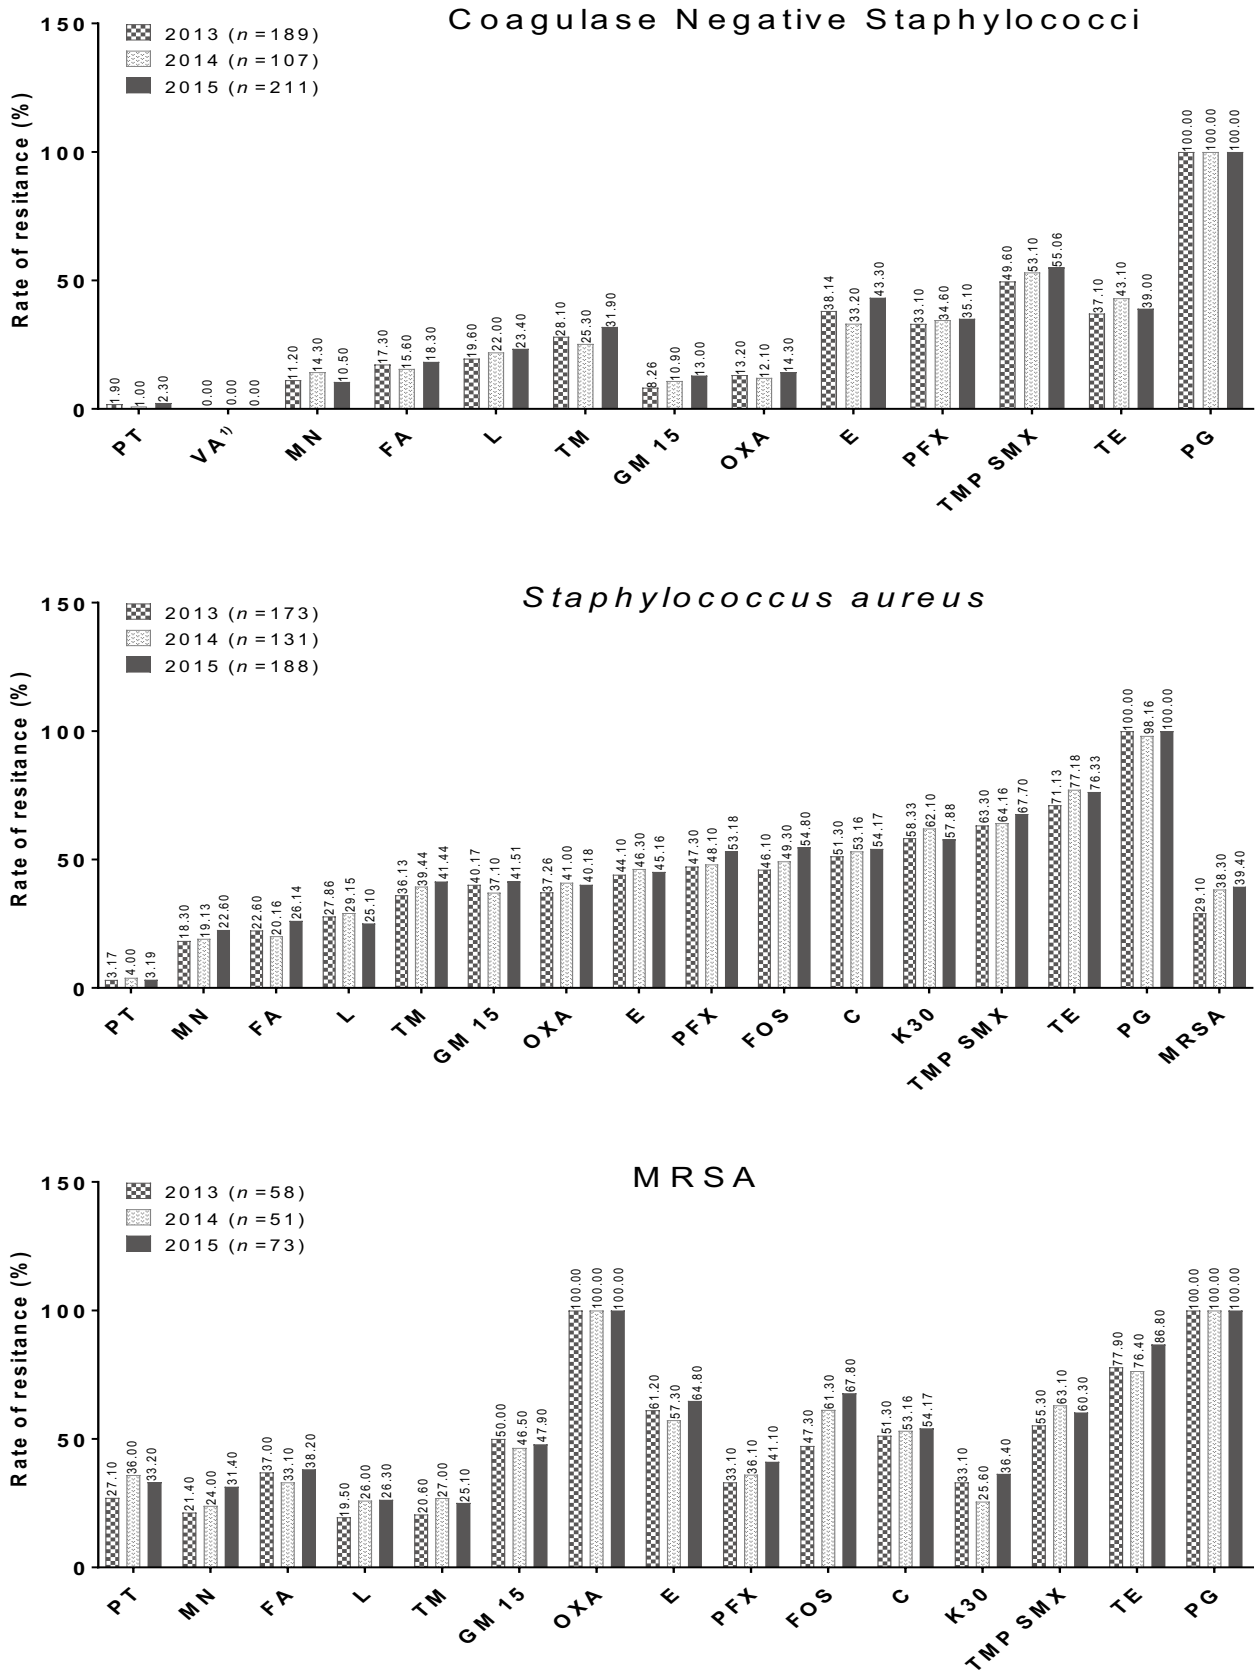 Coagulase Negative Staphylococci
2013 (n=189)
2014 (n=107)
2015 (n=211)
Rate of resitance (%)
150
100
50
0
1.90 1.00 2.30
0.00 0.00 0.00
11.20 14.30 10.50
17.30 15.60 18.30
19.60 22.00 23.40
28.10 25.30 31.90
8.26 10.90 13.00
13.20 12.10 14.30
38.14 33.20 43.30
33.10 34.60 35.10
49.60 53.10 55.06
37.10 43.10 39.00
100.00 100.00 100.00
PT VA¹⁾ MN FA L TM GM 15 OXA E PFX TMP SMX TE PG
Staphylococcus aureus
2013 (n=173)
2014 (n=131)
2015 (n=188)
Rate of resitance (%)
150
100
50
0
3.17 4.00 3.19
18.30 19.13 22.60
22.60 20.16 26.14
27.86 29.15 25.10
36.13 39.44 41.44
40.17 37.10 41.51
37.26 41.00 40.18
44.10 46.30 45.16
47.30 48.10 53.18
46.10 49.30 54.80
51.30 53.16 54.17
58.33 62.10 57.88
63.30 64.16 67.70
71.13 77.18 76.33
100.00 98.16 100.00
29.10 38.30 39.40
PT MN FA L TM GM 15 OXA E PFX FOS C K30 TMP SMX TE PG MRSA
MRSA
2013 (n=58)
2014 (n=51)
2015 (n=73)
Rate of resitance (%)
150
100
50
0
27.10 36.00 33.20
21.40 24.00 31.40
37.00 33.10 38.20
19.50 26.00 26.30
20.60 27.00 25.10
50.00 46.50 47.90
100.00 100.00 100.00
61.20 57.30 64.80
33.10 36.10 41.10
47.30 61.30 67.80
51.30 53.16 54.17
33.10 25.60 36.40
55.30 63.10 60.30
77.90 76.40 86.80
100.00 100.00 100.00
PT MN FA L TM GM 15 OXA E PFX FOS C K30 TMP SMX TE PG